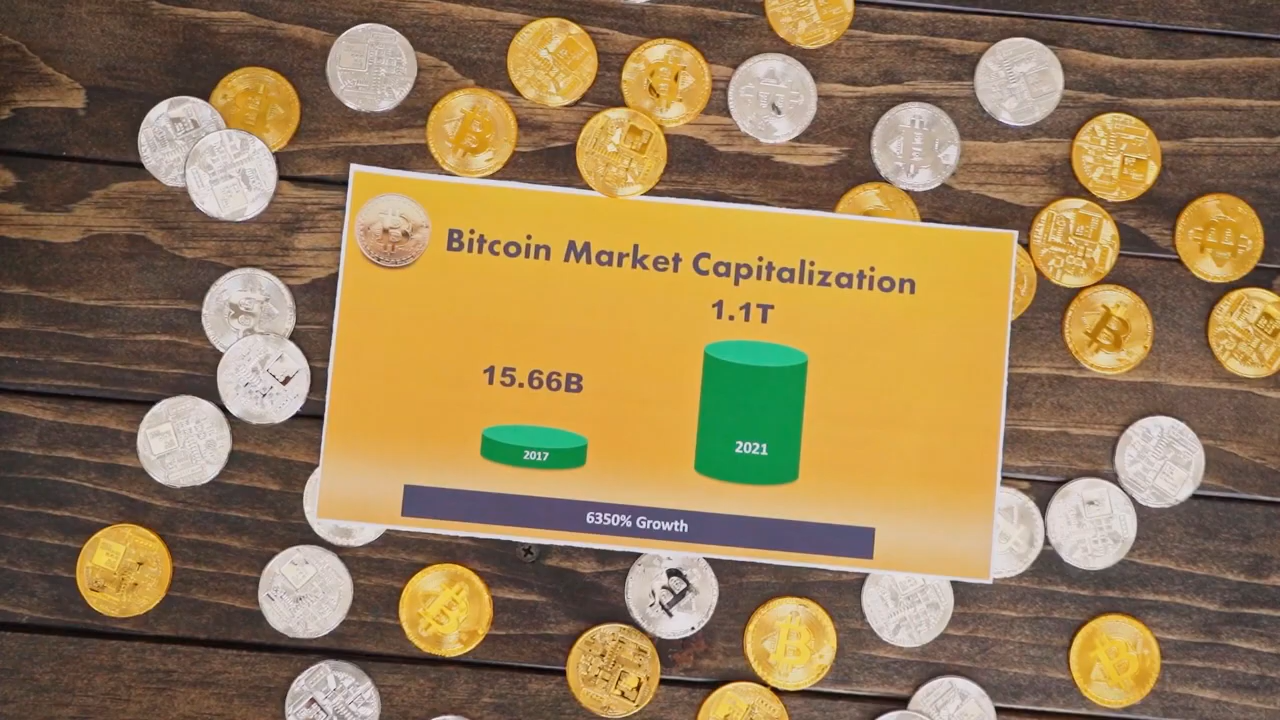 Bitcoin Market Capitalization
1.1T
15.66B
2017
2021
6350% Growth